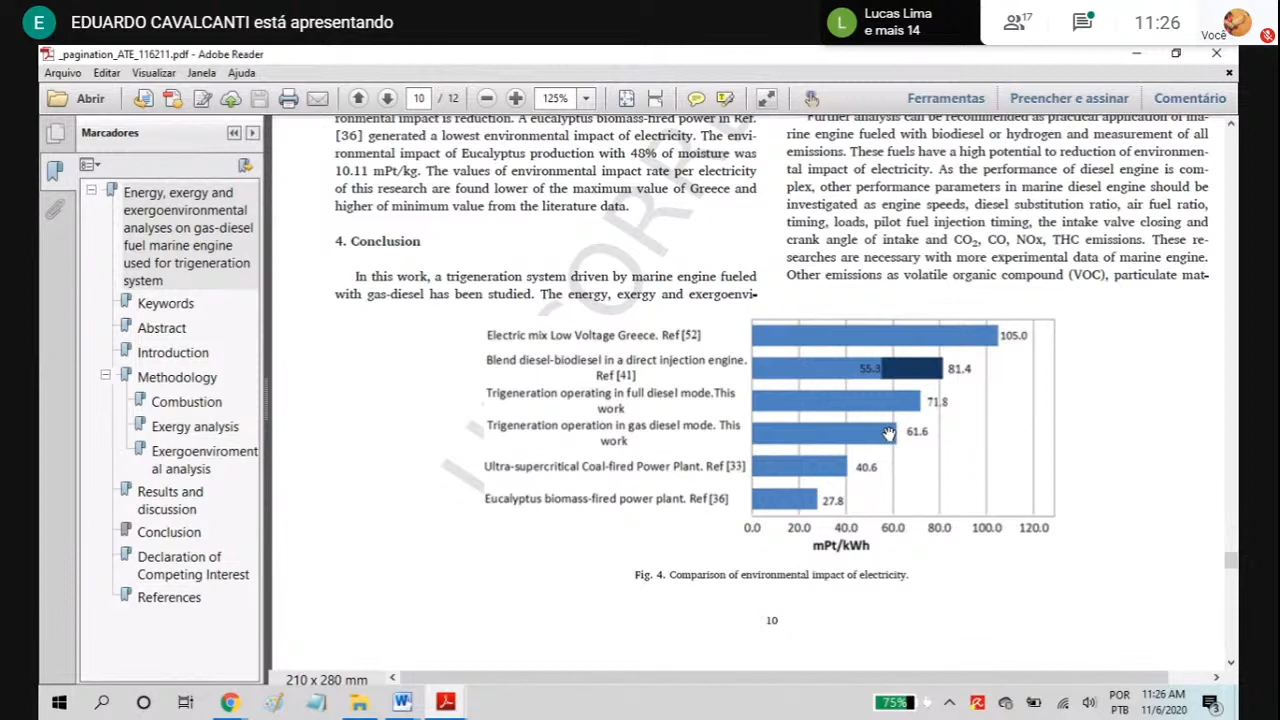 E
EDUARDO CAVALCANTI está apresentando
L
Lucas Lima
e mais 14
17
11:26
Você
_pagination_ATE_116211.pdf - Adobe Reader
Arquivo Editar Visualizar Janela Ajuda
Abrir
10 / 12
125%
Ferramentas
Preencher e assinar
Comentário
Marcadores
Energy, exergy and
exergoenvironmental
analyses on gas-diesel
fuel marine engine
used for trigeneration
system
Keywords
Abstract
Introduction
Methodology
Combustion
Exergy analysis
Exergoenviroment
al analysis
Results and
discussion
Conclusion
Declaration of
Competing Interest
References
ronmental impact is reduction. A eucalyptus biomass-fired power in Ref.
[36] generated a lowest environmental impact of electricity. The envi-
ronmental impact of Eucalyptus production with 48% of moisture was
10.11 mPt/kg. The values of environmental impact rate per electricity
of this research are found lower of the maximum value of Greece and
higher of minimum value from the literature data.
4. Conclusion
In this work, a trigeneration system driven by marine engine fueled
with gas-diesel has been studied. The energy, exergy and exergoenvi-
Further analysis can be recommended as practical application of ma-
rine engine fueled with biodiesel or hydrogen and measurement of all
emissions. These fuels have a high potential to reduction of environmen-
tal impact of electricity. As the performance of diesel engine is com-
plex, other performance parameters in marine diesel engine should be
investigated as engine speeds, diesel substitution ratio, air fuel ratio,
timing, loads, pilot fuel injection timing, the intake valve closing and
crank angle of intake and CO₂, CO, NOx, THC emissions. These re-
searches are necessary with more experimental data of marine engine.
Other emissions as volatile organic compound (VOC), particulate mat-
Electric mix Low Voltage Greece. Ref [52]
105.0
Blend diesel-biodiesel in a direct injection engine.
Ref [41]
55.3
81.4
Trigeneration operating in full diesel mode.This
work
71.8
Trigeneration operation in gas diesel mode. This
work
61.6
Ultra-supercritical Coal-fired Power Plant. Ref [33]
40.6
Eucalyptus biomass-fired power plant. Ref [36]
27.8
0.0 20.0 40.0 60.0 80.0 100.0 120.0
mPt/kWh
Fig. 4. Comparison of environmental impact of electricity.
10
210 x 280 mm
75%
POR
PTB
11:26 AM
11/6/2020
3